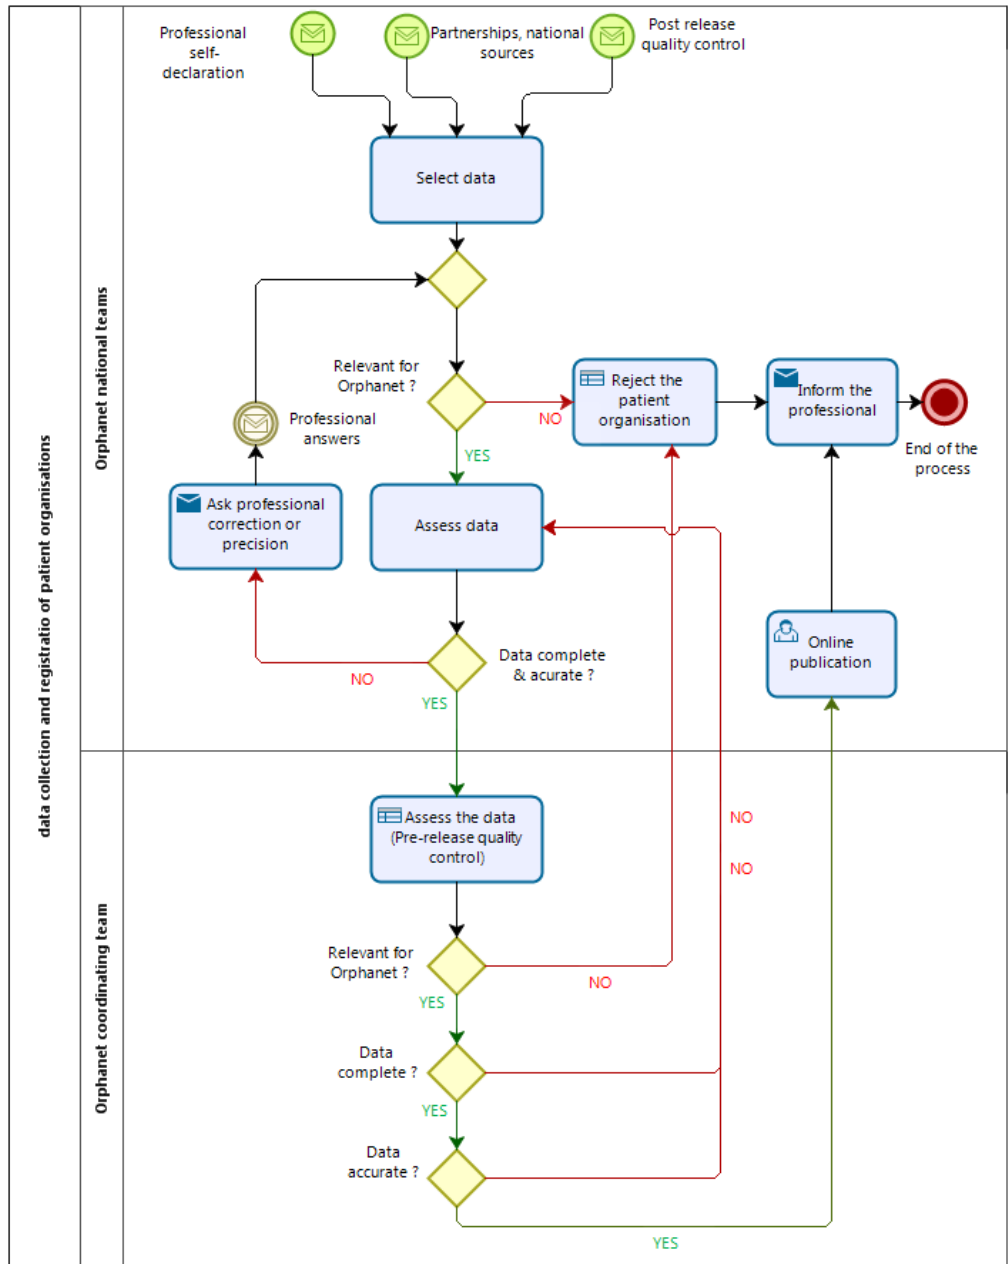 Professional
self-
declaration
Partnerships, national
sources
Post release
quality control
Select data
Relevant for
Orphanet ?
NO
YES
Reject the
patient
organisation
Inform the
professional
End of the
process
Professional
answers
Ask professional
correction or
precision
Assess data
Data complete
& acurate ?
NO
YES
Online
publication
Orphanet national teams
data collection and registratio of patient organisations
Orphanet coordinating team
Assess the data
(Pre-release quality
control)
NO
NO
Relevant for
Orphanet ?
NO
YES
Data
complete ?
YES
Data
accurate ?
YES